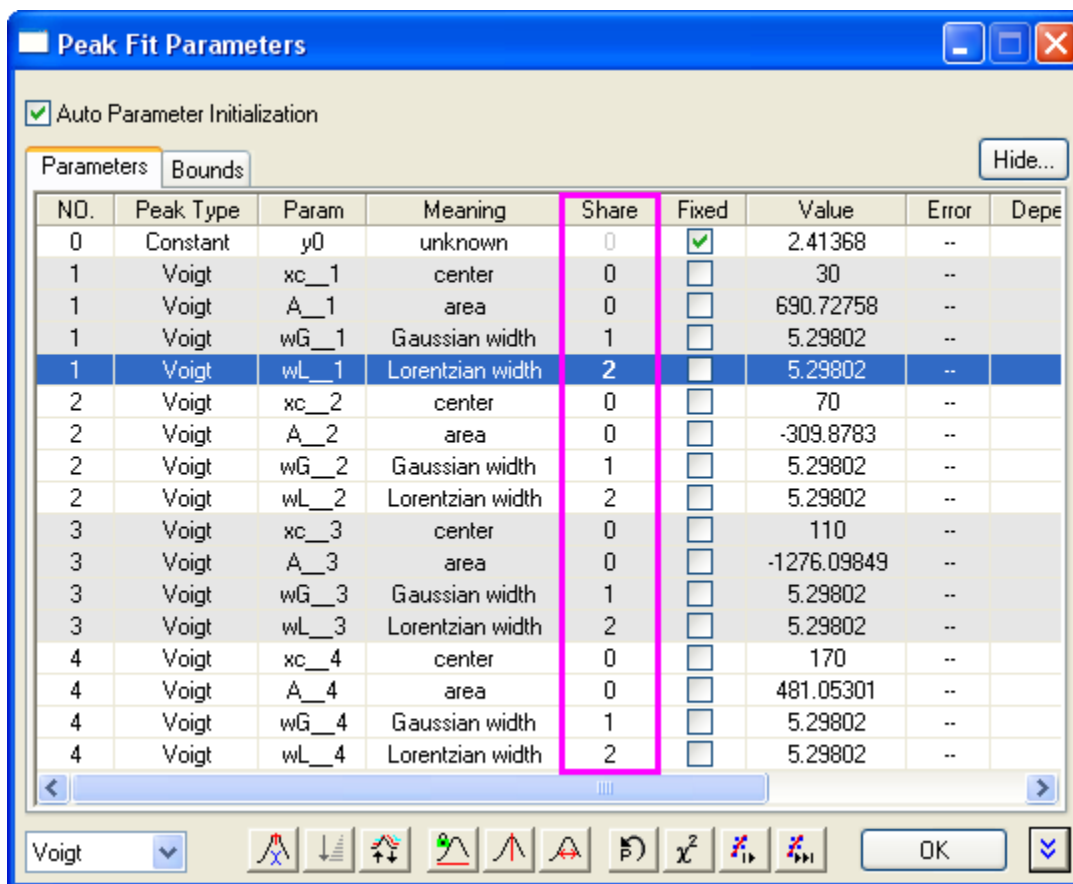 Peak Fit Parameters
Auto Parameter Initialization
Parameters Bounds Hide...
NO. Peak Type Param Meaning Share Fixed Value Error Depe
0 Constant y0 unknown 0 2.41368 --
1 Voigt xc__1 center 0 30 --
1 Voigt A__1 area 0 690.72758 --
1 Voigt wG__1 Gaussian width 1 5.29802 --
1 Voigt wL__1 Lorentzian width 2 5.29802 --
2 Voigt xc__2 center 0 70 --
2 Voigt A__2 area 0 -309.8783 --
2 Voigt wG__2 Gaussian width 1 5.29802 --
2 Voigt wL__2 Lorentzian width 2 5.29802 --
3 Voigt xc__3 center 0 110 --
3 Voigt A__3 area 0 -1276.09849 --
3 Voigt wG__3 Gaussian width 1 5.29802 --
3 Voigt wL__3 Lorentzian width 2 5.29802 --
4 Voigt xc__4 center 0 170 --
4 Voigt A__4 area 0 481.05301 --
4 Voigt wG__4 Gaussian width 1 5.29802 --
4 Voigt wL__4 Lorentzian width 2 5.29802 --
Voigt P χ² OK